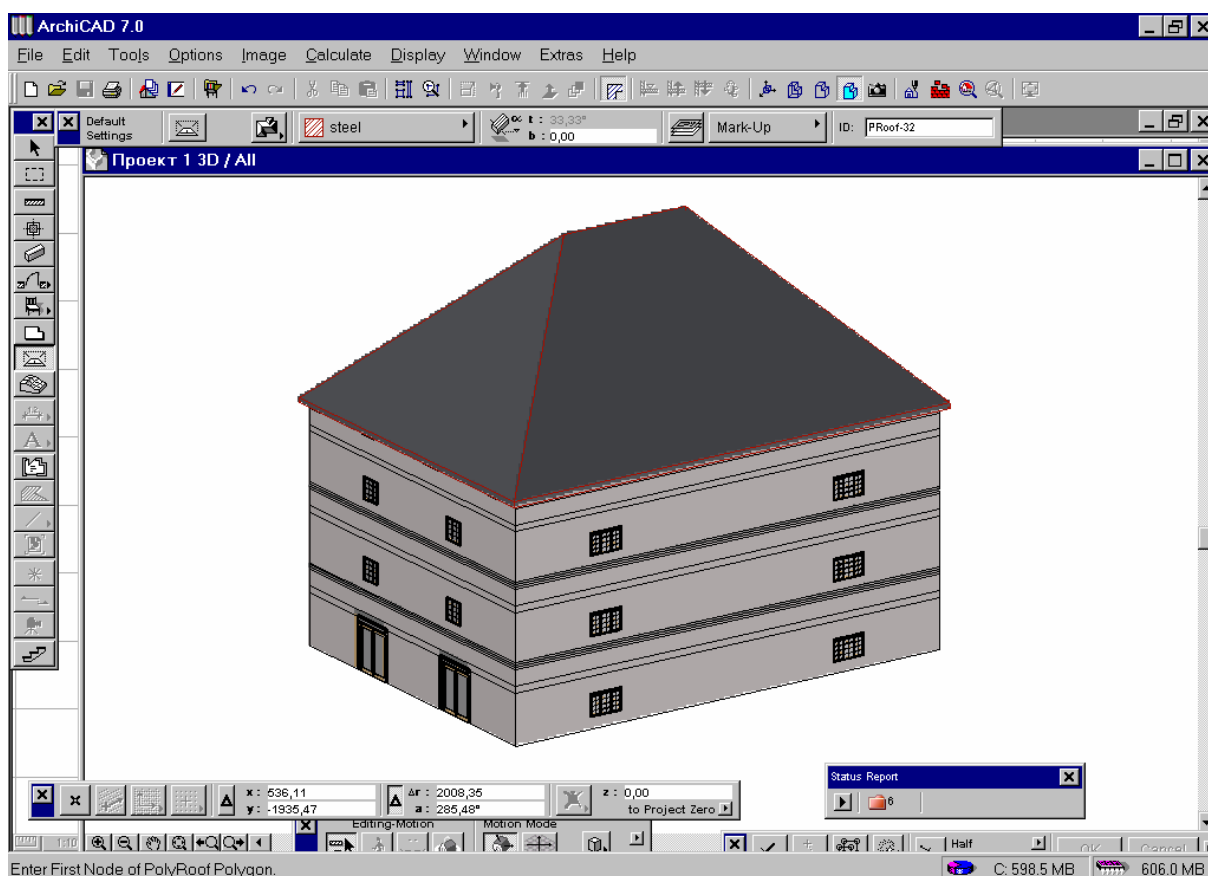 ArchiCAD 7.0
File Edit Tools Options Image Calculate Display Window Extras Help
Default Settings
steel
α t : 33,33°
b : 0,00
Mark-Up
ID: PRoof-32
Проект 1 3D / All
A
Status Report
6
x : 536,11
y : -1935,47
Δr : 2008,35
a : 285,48°
z : 0,00
to Project Zero
Editing-Motion
Motion Mode
1:10
Half
OK
Cancel
Enter First Node of PolyRoof Polygon.
C: 598.5 MB
606.0 MB